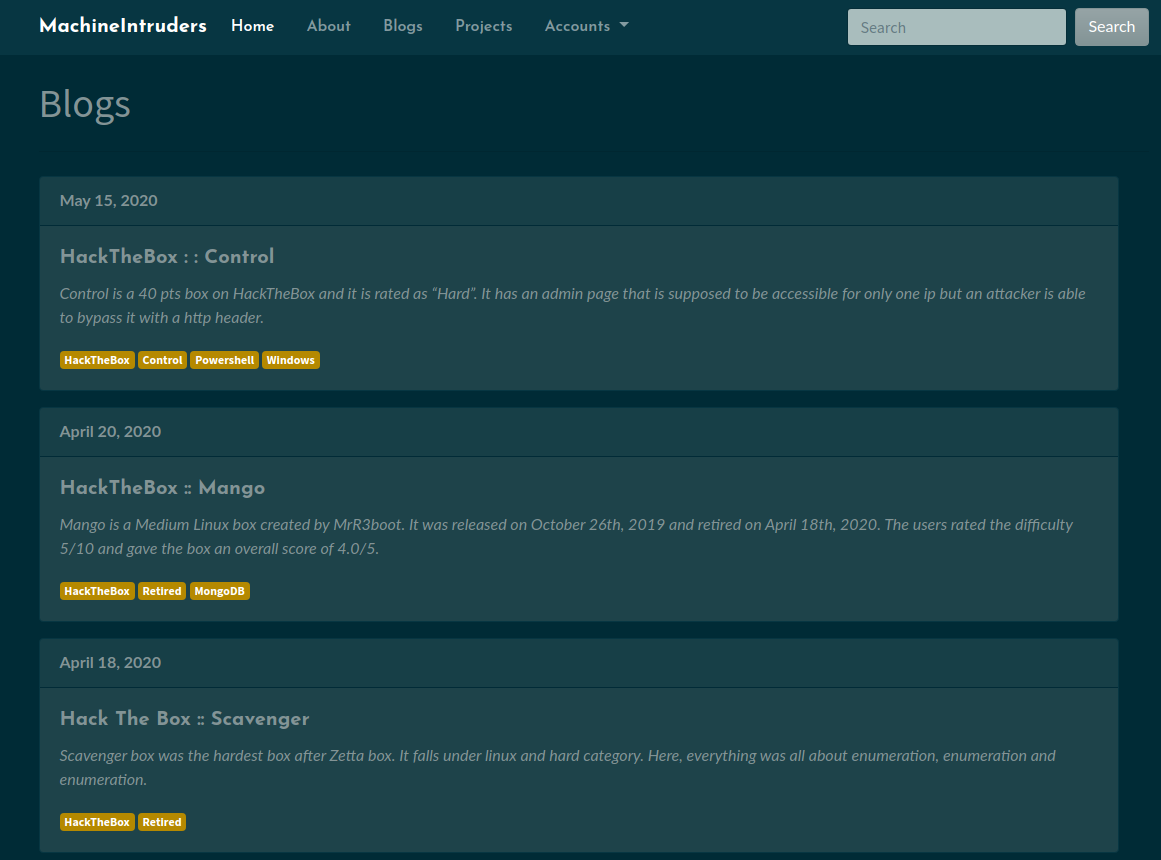 MachineIntruders Home About Blogs Projects Accounts Search Search
Blogs
May 15, 2020
HackTheBox : : Control
Control is a 40 pts box on HackTheBox and it is rated as “Hard”. It has an admin page that is supposed to be accessible for only one ip but an attacker is able
to bypass it with a http header.
HackTheBox Control Powershell Windows
April 20, 2020
HackTheBox :: Mango
Mango is a Medium Linux box created by MrR3boot. It was released on October 26th, 2019 and retired on April 18th, 2020. The users rated the difficulty
5/10 and gave the box an overall score of 4.0/5.
HackTheBox Retired MongoDB
April 18, 2020
Hack The Box :: Scavenger
Scavenger box was the hardest box after Zetta box. It falls under linux and hard category. Here, everything was all about enumeration, enumeration and
enumeration.
HackTheBox Retired